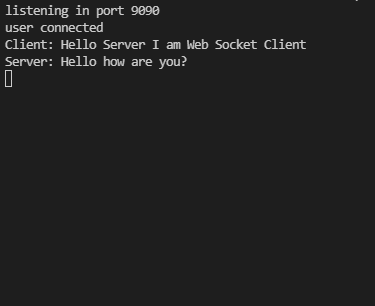 listening in port 9090
user connected
Client: Hello Server I am Web Socket Client
Server: Hello how are you?